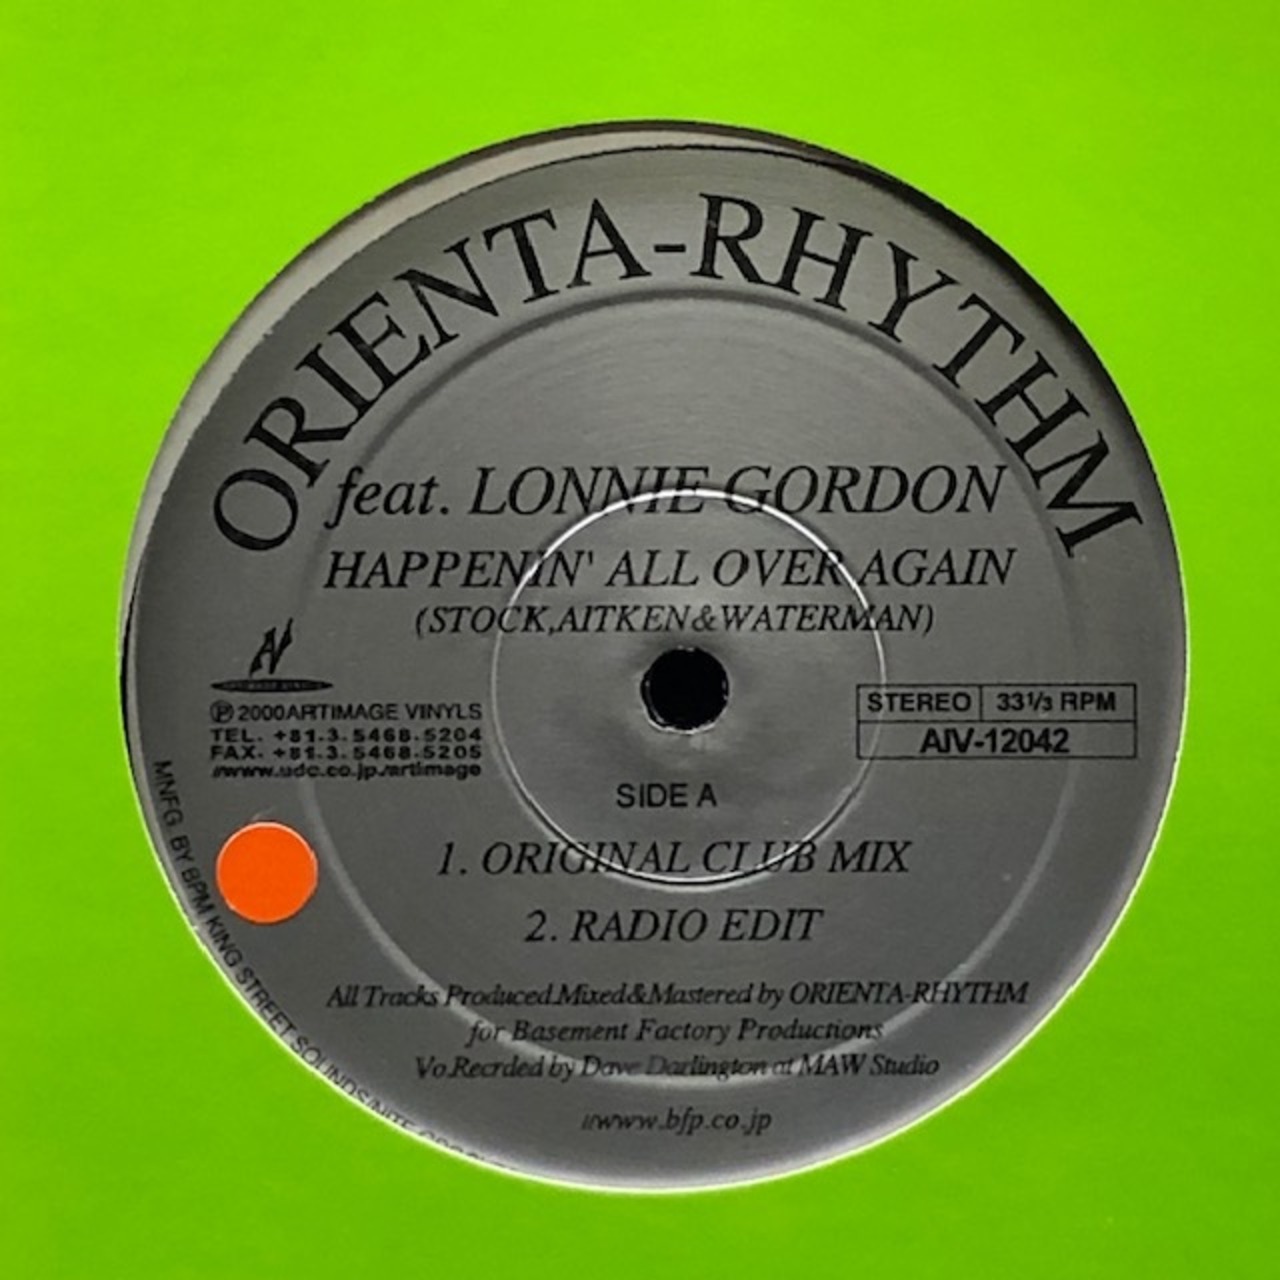 ORIENTA-RHYTHM
feat. LONNIE GORDON
HAPPENIN' ALL OVER AGAIN
(STOCK,AITKEN&WATERMAN)
℗ 2000ARTIMAGE VINYLS
TEL. +81.3.5468.5204
FAX. +81.3.5468.5205
//www.udc.co.jp/artimage
STEREO 33⅓ RPM
AIV-12042
SIDE A
1. ORIGINAL CLUB MIX
2. RADIO EDIT
All Tracks Produced.Mixed&Mastered by ORIENTA-RHYTHM
for Basement Factory Productions
Vo.Recrded by Dave Darlington at MAW Studio
//www.bfp.co.jp
MNFG. BY BPM KING STREET SOUNDS/NITE